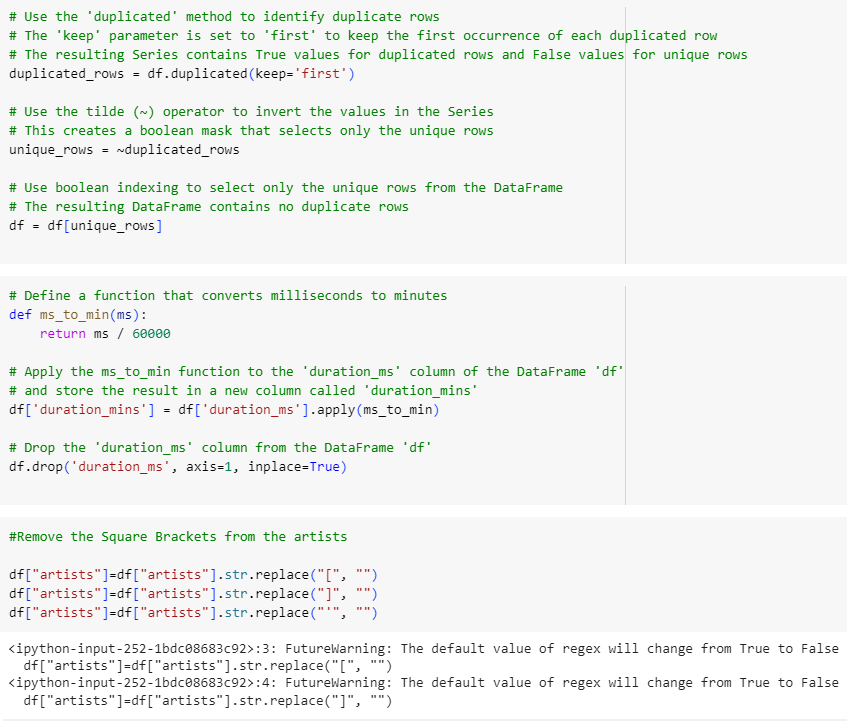 # Use the 'duplicated' method to identify duplicate rows
# The 'keep' parameter is set to 'first' to keep the first occurrence of each duplicated row
# The resulting Series contains True values for duplicated rows and False values for unique rows
duplicated_rows = df.duplicated(keep='first')
# Use the tilde (~) operator to invert the values in the Series
# This creates a boolean mask that selects only the unique rows
unique_rows = ~duplicated_rows
# Use boolean indexing to select only the unique rows from the DataFrame
# The resulting DataFrame contains no duplicate rows
df = df[unique_rows]
# Define a function that converts milliseconds to minutes
def ms_to_min(ms):
    return ms / 60000
# Apply the ms_to_min function to the 'duration_ms' column of the DataFrame 'df'
# and store the result in a new column called 'duration_mins'
df['duration_mins'] = df['duration_ms'].apply(ms_to_min)
# Drop the 'duration_ms' column from the DataFrame 'df'
df.drop('duration_ms', axis=1, inplace=True)
#Remove the Square Brackets from the artists
df["artists"]=df["artists"].str.replace("[", "")
df["artists"]=df["artists"].str.replace("]", "")
df["artists"]=df["artists"].str.replace("'", "")
<ipython-input-252-1bdc08683c92>:3: FutureWarning: The default value of regex will change from True to False
  df["artists"]=df["artists"].str.replace("[", "")
<ipython-input-252-1bdc08683c92>:4: FutureWarning: The default value of regex will change from True to False
  df["artists"]=df["artists"].str.replace("]", "")